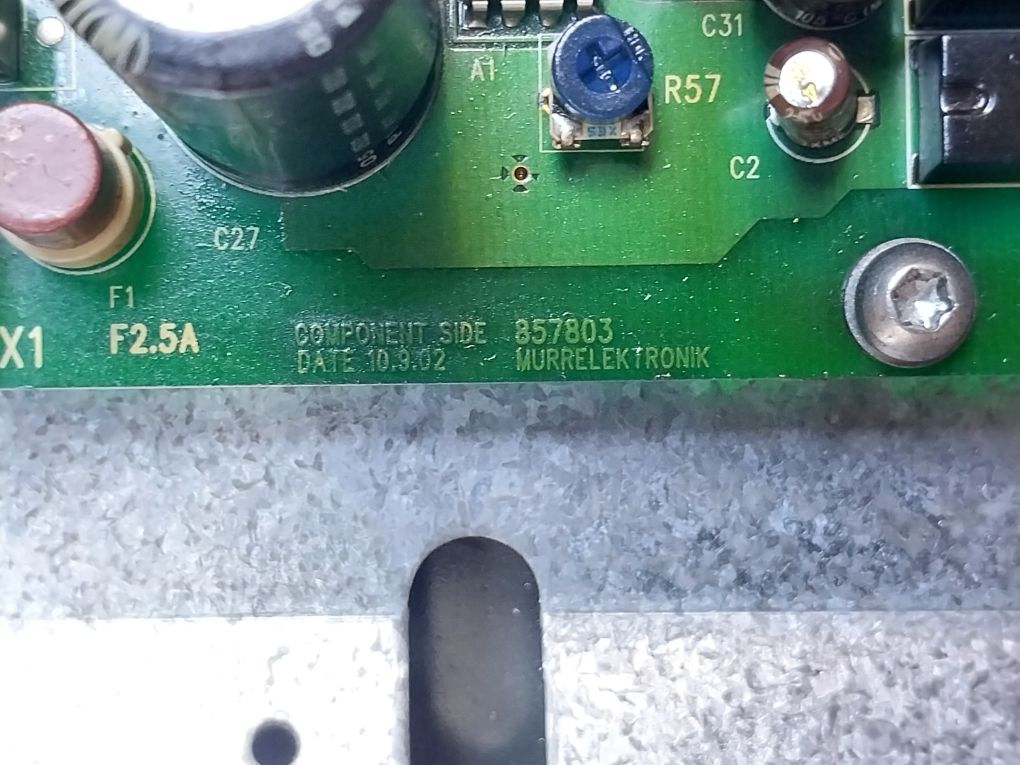 C31
A1
R57
C2
C27
F1
X1
F2.5A
COMPONENT SIDE 857803
DATE 10.9.02 MURRELEKTRONIK